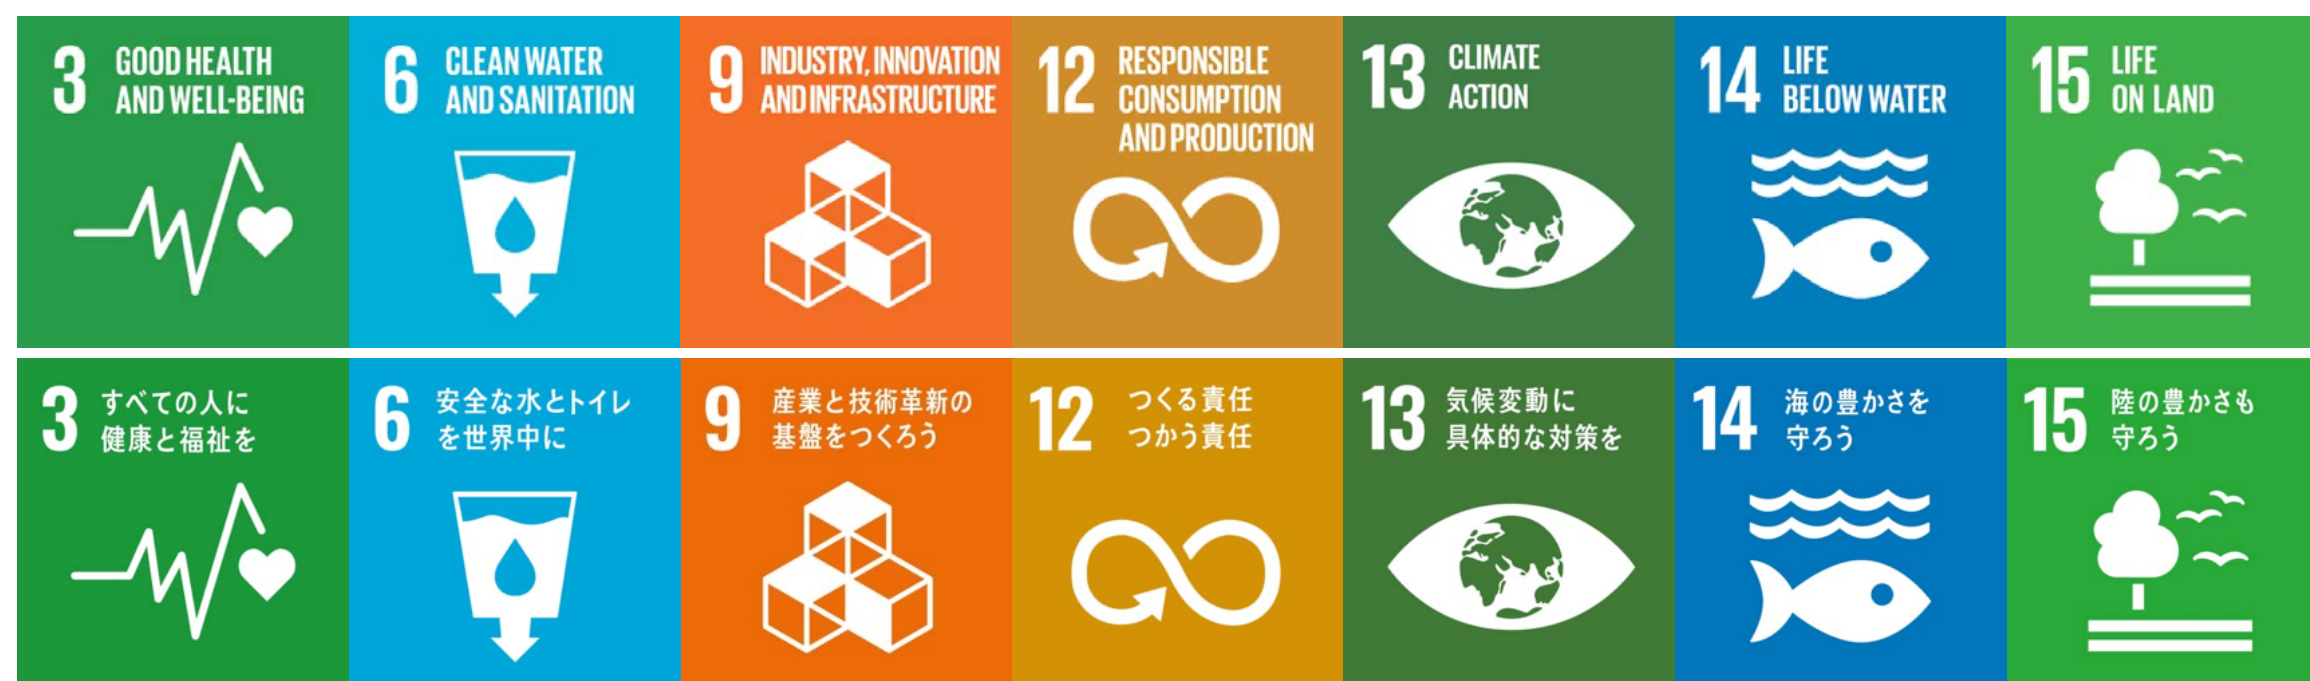 3
GOOD HEALTH
AND WELL-BEING
6
CLEAN WATER
AND SANITATION
9
INDUSTRY, INNOVATION
AND INFRASTRUCTURE
12
RESPONSIBLE
CONSUMPTION
AND PRODUCTION
13
CLIMATE
ACTION
14
LIFE
BELOW WATER
15
LIFE
ON LAND
3
すべての人に
健康と福祉を
6
安全な水とトイレ
を世界中に
9
産業と技術革新の
基盤をつくろう
12
つくる責任
つかう責任
13
気候変動に
具体的な対策を
14
海の豊かさを
守ろう
15
陸の豊かさも
守ろう